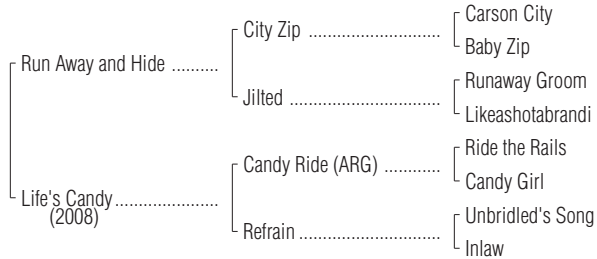 Carson City
City Zip ............................
Baby Zip
Run Away and Hide ..........
Runaway Groom
Jilted ................................
Likeashotabrandi
Ride the Rails
Candy Ride (ARG) ............
Candy Girl
Life's Candy ......................
(2008)
Unbridled's Song
Refrain ..............................
Inlaw